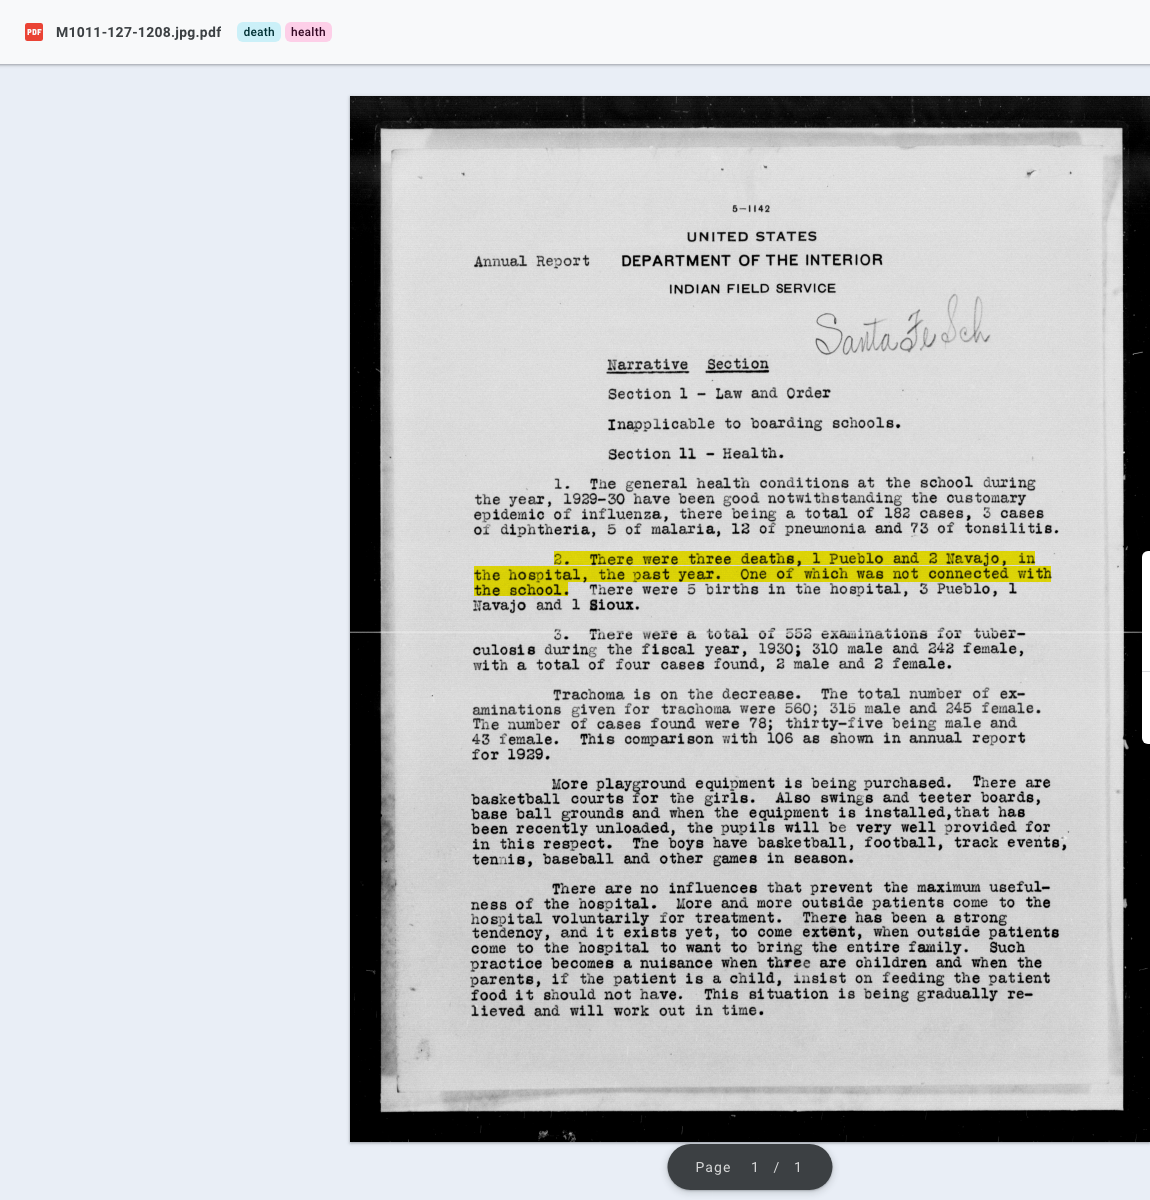 M1011-127-1208.jpg.pdf death health
5-1142
UNITED STATES
Annual Report DEPARTMENT OF THE INTERIOR
INDIAN FIELD SERVICE
Santa Fe Sch
Narrative Section
Section 1 - Law and Order
Inapplicable to boarding schools.
Section 11 - Health.
1. The general health conditions at the school during
the year, 1929-30 have been good notwithstanding the customary
epidemic of influenza, there being a total of 182 cases, 3 cases
of diphtheria, 5 of malaria, 12 of pneumonia and 73 of tonsilitis.
2. There were three deaths, 1 Pueblo and 2 Navajo, in
the hospital, the past year. One of which was not connected with
the school. There were 5 births in the hospital, 3 Pueblo, 1
Navajo and 1 Sioux.
3. There were a total of 552 examinations for tuber-
culosis during the fiscal year, 1930; 310 male and 242 female,
with a total of four cases found, 2 male and 2 female.
Trachoma is on the decrease. The total number of ex-
aminations given for trachoma were 560; 315 male and 245 female.
The number of cases found were 78; thirty-five being male and
43 female. This comparison with 106 as shown in annual report
for 1929.
More playground equipment is being purchased. There are
basketball courts for the girls. Also swings and teeter boards,
base ball grounds and when the equipment is installed,that has
been recently unloaded, the pupils will be very well provided for
in this respect. The boys have basketball, football, track events,
tennis, baseball and other games in season.
There are no influences that prevent the maximum useful-
ness of the hospital. More and more outside patients come to the
hospital voluntarily for treatment. There has been a strong
tendency, and it exists yet, to come extent, when outside patients
come to the hospital to want to bring the entire family. Such
practice becomes a nuisance when three are children and when the
parents, if the patient is a child, insist on feeding the patient
food it should not have. This situation is being gradually re-
lieved and will work out in time.
Page 1 / 1